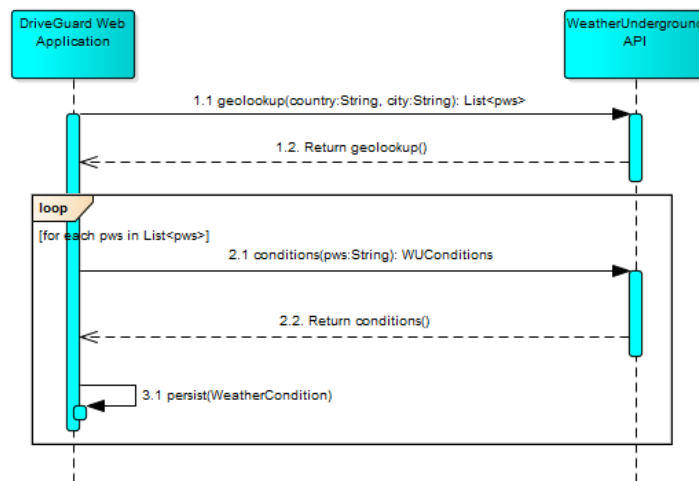 DriveGuard Web
Application
WeatherUnderground
API
1.1 geolookup(country:String, city:String): List<pws>
1.2. Return geolookup()
loop
[for each pws in List<pws>]
2.1 conditions(pws:String): WUConditions
2.2. Return conditions()
3.1 persist(WeatherCondition)